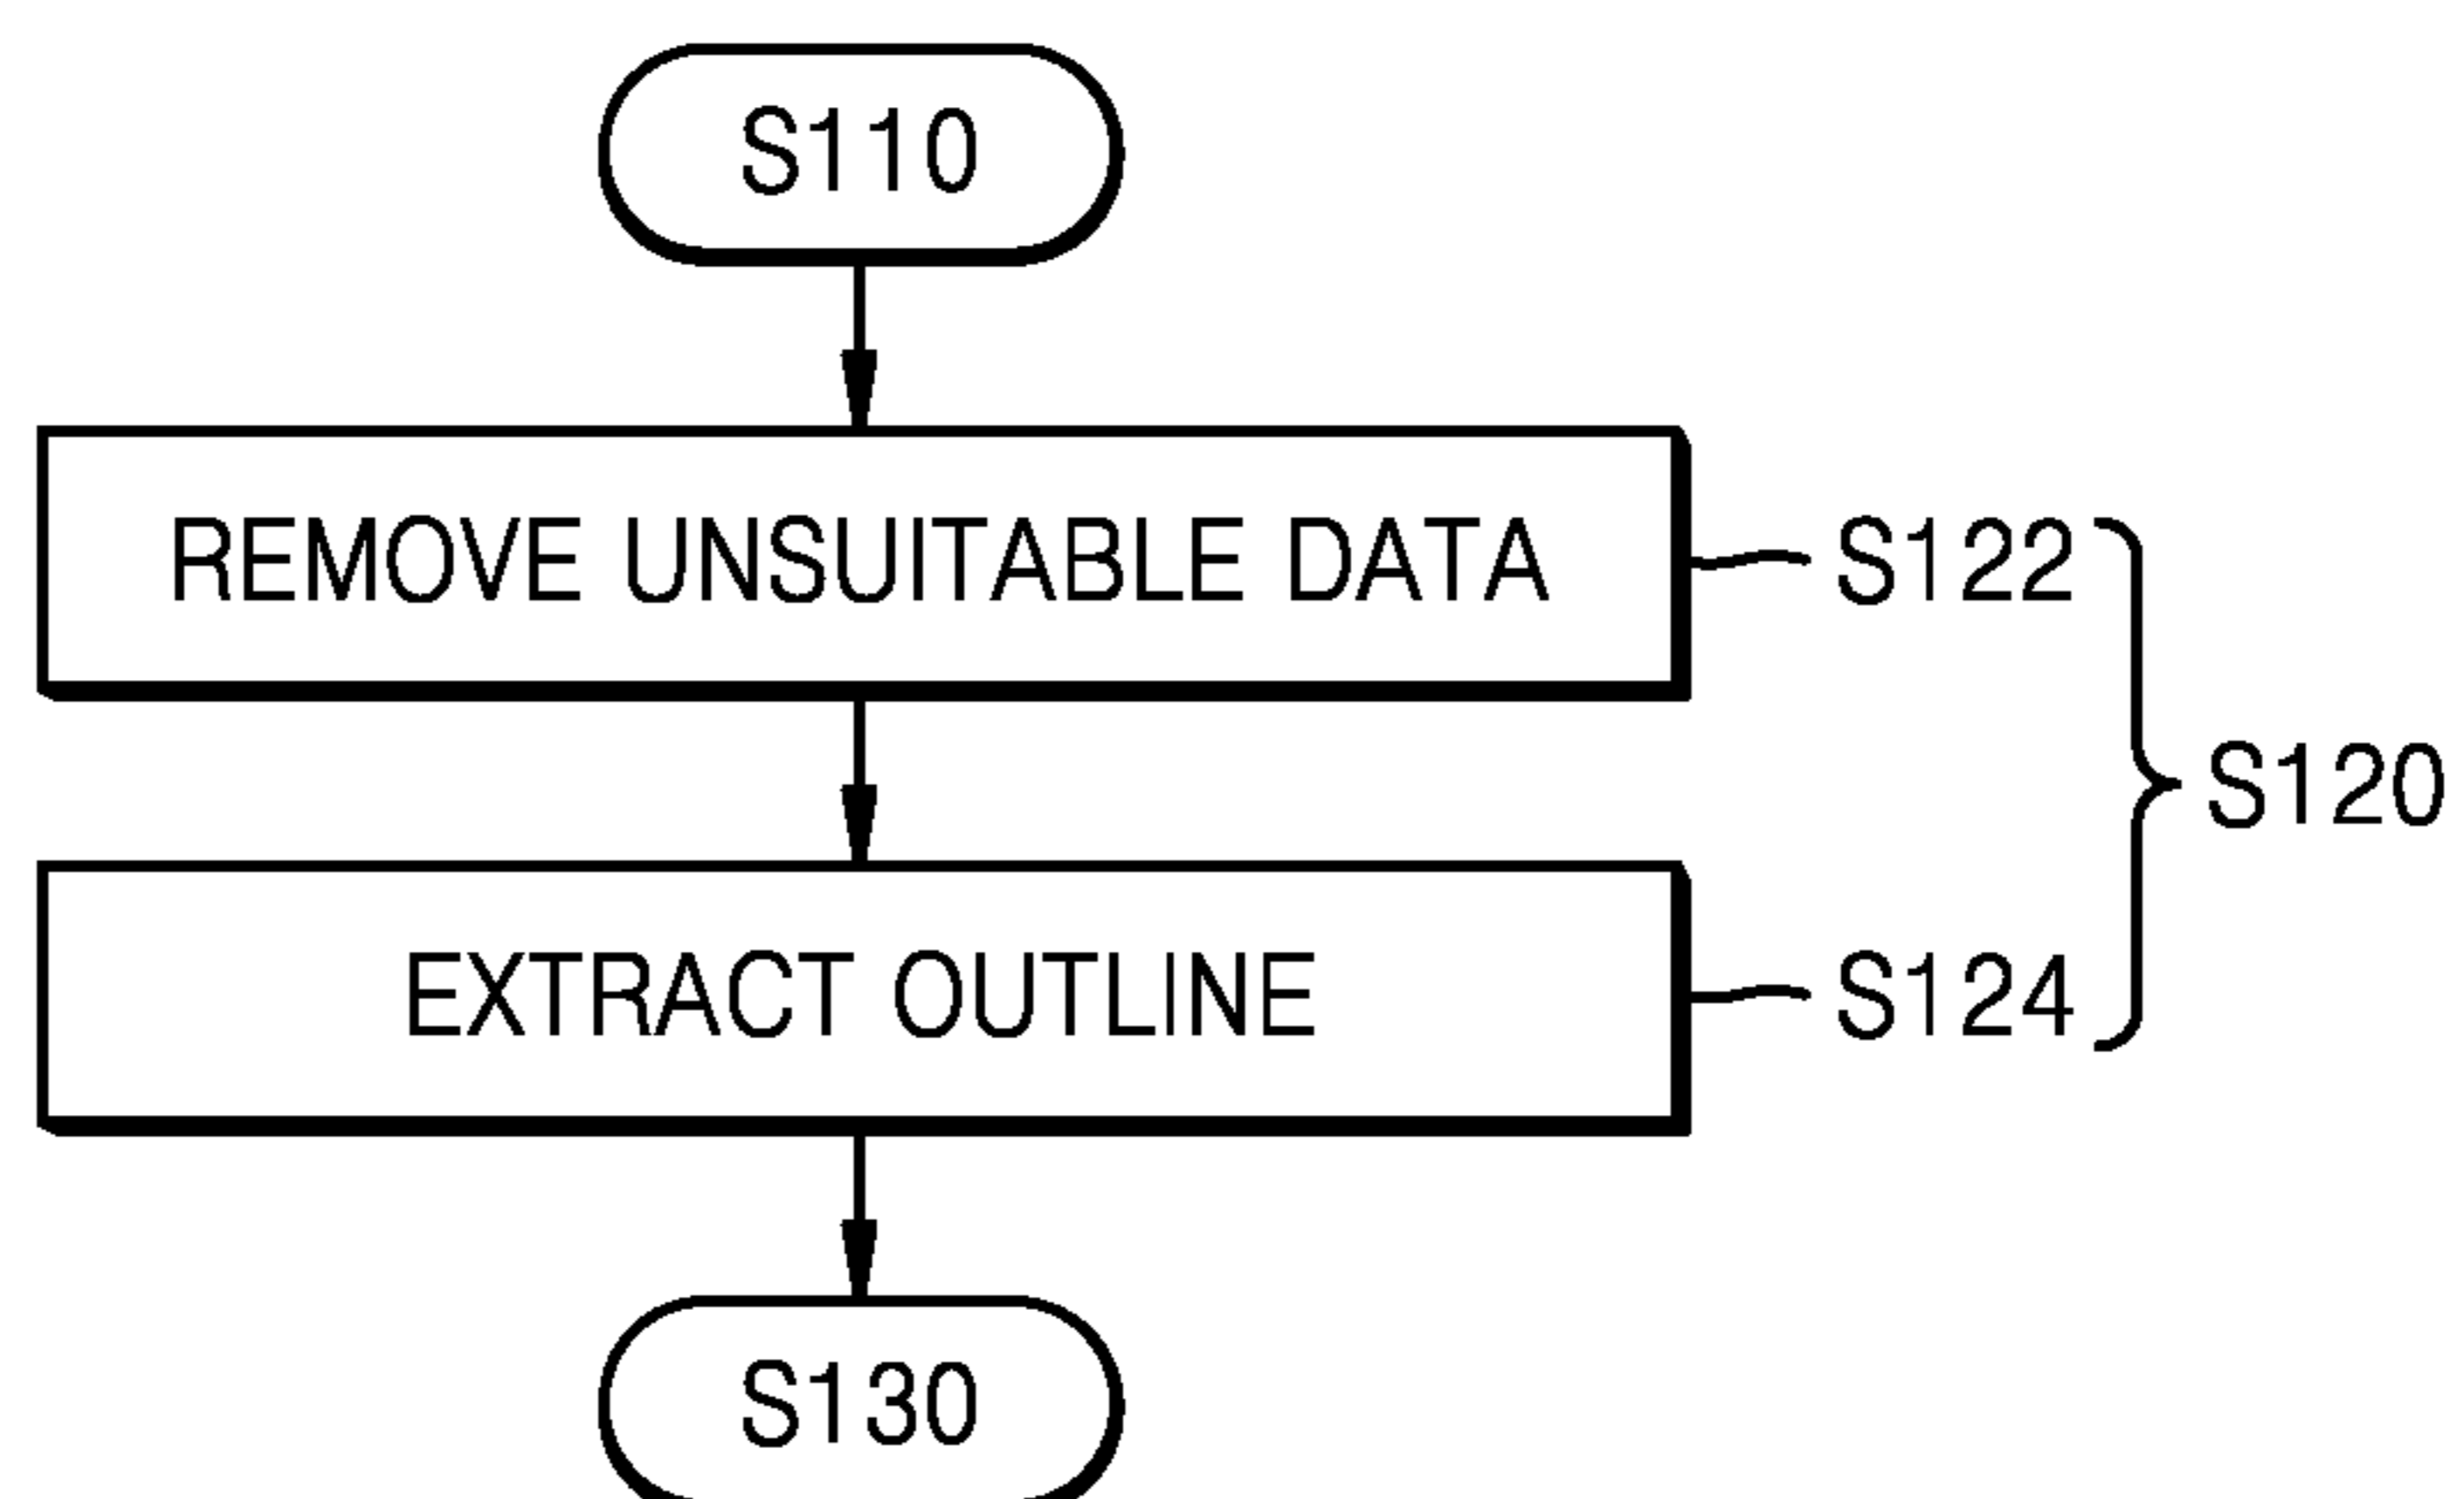 S110
REMOVE UNSUITABLE DATA
S122
S120
EXTRACT OUTLINE
S124
S130